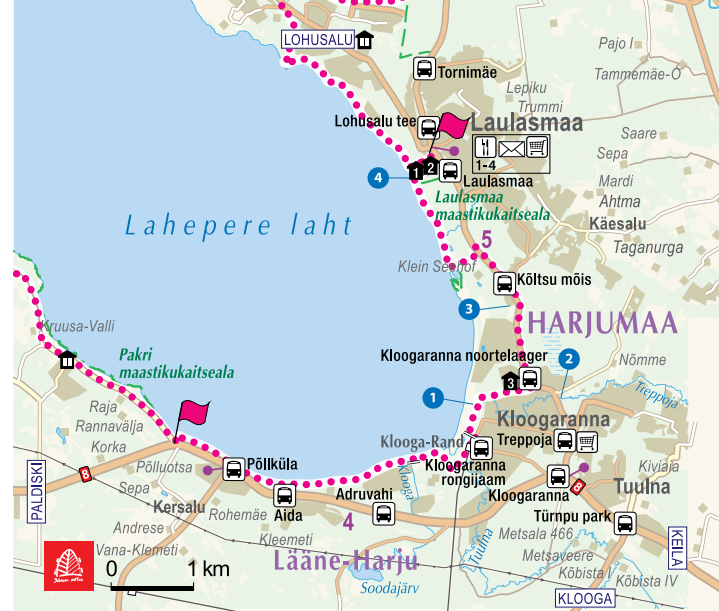 LOHUSALU
Pajo I
Tornimäe
Tammemäe-O
Lepiku
Trummi
Lohusalu tee
Laulasmaa
Saare
1-4
Sepa
1
2
4
Laulasmaa
Mardi
Ahtma
Laulasmaa
maastikukaitseala
Käesalu
Lahepere laht
5
Taganurga
Klein Seehof
Kõltsu mõis
3
HARJUMAA
Kruusa-Valli
Pakri
maastikukaitseala
Kloogaranna noortelaager
2
Nõmme
3
Treppoja
1
Raja
Rannavälja
Korka
Kloogaranna
Klooga-Rand
Treppoja
Põlluotsa
Põllküla
Kloogaranna
rongijaam
Kiviaia
8
PALDISKI
Sepa
Klooga
Kloogaranna
8
Tuulna
Kersalu
Rohemäe
Aida
Adruvahi
Türnpu park
Andrese
4
Kleemeti
Tuulna
Metsala 466
KEILA
Vana-Klemeti
Lääne-Harju
Metsaveere
Kõbista I
Kõbista IV
Soodajärv
KLOOGA
0
1 km